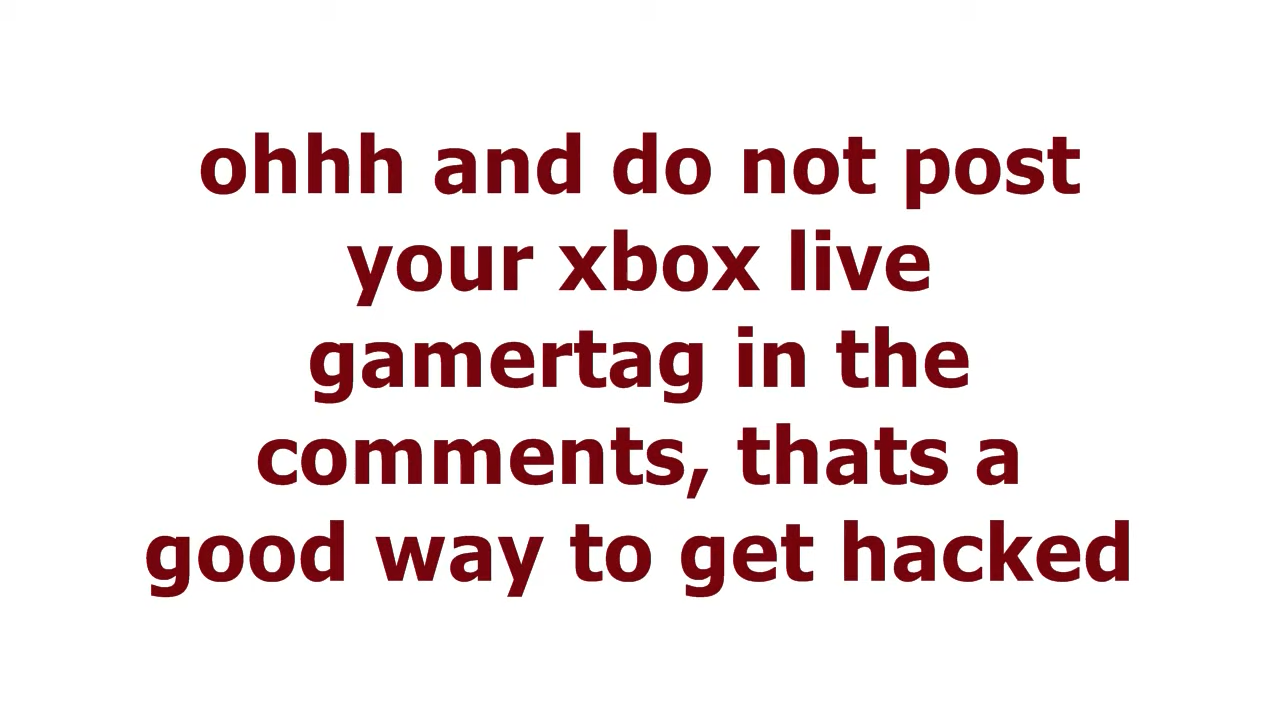 ohhh and do not post
your xbox live
gamertag in the
comments, thats a
good way to get hacked